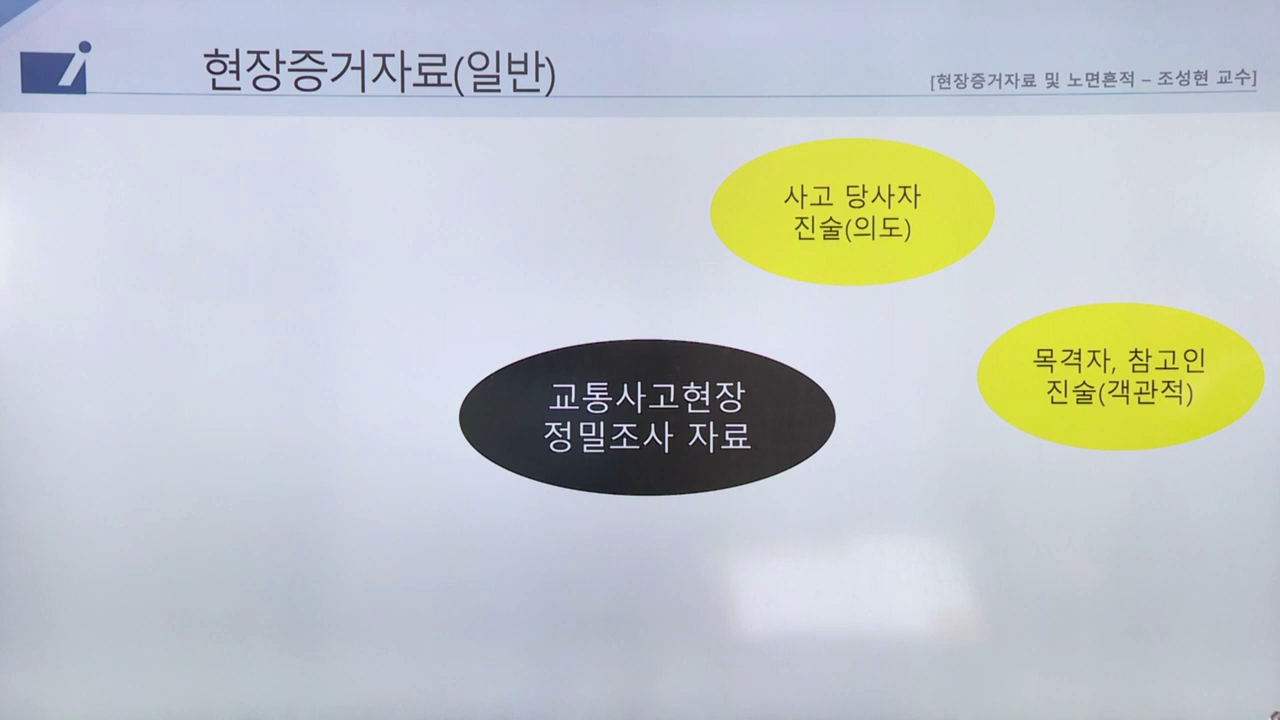 현장증거자료(일반)
[현장증거자료 및 노면흔적 – 조성현 교수]
사고 당사자
진술(의도)
목격자, 참고인
진술(객관적)
교통사고현장
정밀조사 자료